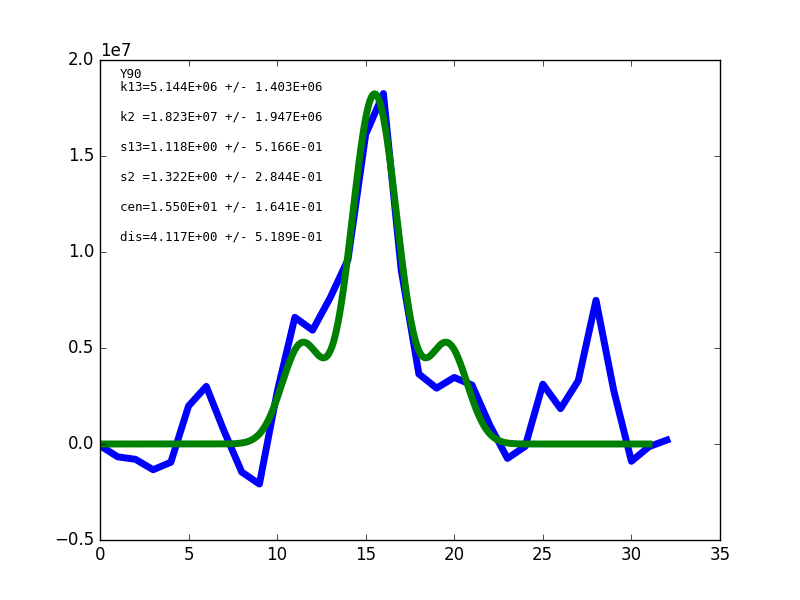 1e7
2.0
Y90
k13=5.144E+06 +/- 1.403E+06
k2 =1.823E+07 +/- 1.947E+06
s13=1.118E+00 +/- 5.166E-01
s2 =1.322E+00 +/- 2.844E-01
cen=1.550E+01 +/- 1.641E-01
dis=4.117E+00 +/- 5.189E-01
1.5
1.0
0.5
0.0
−0.5
0 5 10 15 20 25 30 35